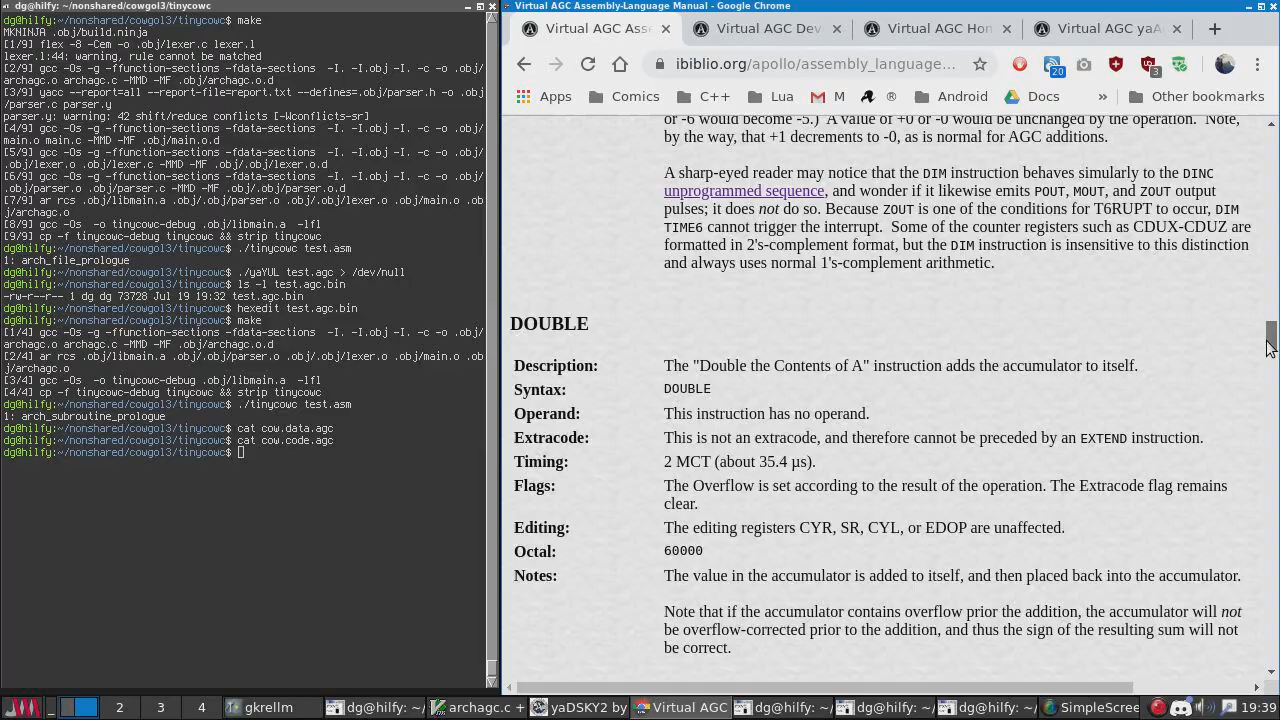 dg@hilfy: ~/nonshared/cowgol3/tinycowc
dg@hilfy:~/nonshared/cowgol3/tinycowc$ make
MKNINJA .obj/build.ninja
[1/9] flex -8 -Cem -o .obj/lexer.c lexer.l
lexer.l:44: warning, rule cannot be matched
[2/9] gcc -Os -g -ffunction-sections -fdata-sections  -I. -I.obj -I. -c -o .obj/
archagc.o archagc.c -MMD -MF .obj/archagc.o.d
[3/9] yacc --report=all --report-file=report.txt --defines=.obj/parser.h -o .obj
/parser.c parser.y
parser.y: warning: 42 shift/reduce conflicts [-Wconflicts-sr]
[4/9] gcc -Os -g -ffunction-sections -fdata-sections  -I. -I.obj -I. -c -o .obj/
main.o main.c -MMD -MF .obj/main.o.d
[5/9] gcc -Os -g -ffunction-sections -fdata-sections  -I. -I.obj -I. -c -o .obj/
./obj/lexer.o .obj/lexer.c -MMD -MF .obj/.obj/lexer.o.d
[6/9] gcc -Os -g -ffunction-sections -fdata-sections  -I. -I.obj -I. -c -o .obj/
.obj/parser.o .obj/parser.c -MMD -MF .obj/.obj/parser.o.d
[7/9] ar rcs .obj/libmain.a .obj/.obj/parser.o .obj/.obj/lexer.o .obj/main.o .ob
j/archagc.o
[8/9] gcc -Os  -o tinycowc-debug .obj/libmain.a  -lfl
[9/9] cp -f tinycowc-debug tinycowc && strip tinycowc
dg@hilfy:~/nonshared/cowgol3/tinycowc$ ./tinycowc test.asm
1: arch_file_prologue
dg@hilfy:~/nonshared/cowgol3/tinycowc$ ./yaYUL test.agc > /dev/null
dg@hilfy:~/nonshared/cowgol3/tinycowc$ ls -l test.agc.bin
-rw-r--r-- 1 dg dg 73728 Jul 19 19:32 test.agc.bin
dg@hilfy:~/nonshared/cowgol3/tinycowc$ hexedit test.agc.bin
dg@hilfy:~/nonshared/cowgol3/tinycowc$ make
[1/4] gcc -Os -g -ffunction-sections -fdata-sections  -I. -I.obj -I. -c -o .obj/
archagc.o archagc.c -MMD -MF .obj/archagc.o.d
[2/4] ar rcs .obj/libmain.a .obj/.obj/parser.o .obj/.obj/lexer.o .obj/main.o .ob
j/archagc.o
[3/4] gcc -Os  -o tinycowc-debug .obj/libmain.a  -lfl
[4/4] cp -f tinycowc-debug tinycowc && strip tinycowc
dg@hilfy:~/nonshared/cowgol3/tinycowc$ ./tinycowc test.asm
1: arch_subroutine_prologue
dg@hilfy:~/nonshared/cowgol3/tinycowc$ cat cow.data.agc
dg@hilfy:~/nonshared/cowgol3/tinycowc$ cat cow.code.agc
dg@hilfy:~/nonshared/cowgol3/tinycowc$
Virtual AGC Assembly-Language Manual - Google Chrome
Virtual AGC Ass
Virtual AGC Dev
Virtual AGC Hon
Virtual AGC yaA
ibiblio.org/apollo/assembly_language...
20
3
Apps Comics C++ Lua M ® Android Docs » Other bookmarks
or -6 would become -5.)  A value of +0 or -0 would be unchanged by the operation.  Note,
by the way, that +1 decrements to -0, as is normal for AGC additions.
A sharp-eyed reader may notice that the DIM instruction behaves simularly to the DINC
unprogrammed sequence, and wonder if it likewise emits POUT, MOUT, and ZOUT output
pulses; it does not do so. Because ZOUT is one of the conditions for T6RUPT to occur, DIM
TIME6 cannot trigger the interrupt.  Some of the counter registers such as CDUX-CDUZ are
formatted in 2's-complement format, but the DIM instruction is insensitive to this distinction
and always uses normal 1's-complement arithmetic.
DOUBLE
Description: The "Double the Contents of A" instruction adds the accumulator to itself.
Syntax: DOUBLE
Operand: This instruction has no operand.
Extracode: This is not an extracode, and therefore cannot be preceded by an EXTEND instruction.
Timing: 2 MCT (about 35.4 µs).
Flags: The Overflow is set according to the result of the operation. The Extracode flag remains
clear.
Editing: The editing registers CYR, SR, CYL, or EDOP are unaffected.
Octal: 60000
Notes: The value in the accumulator is added to itself, and then placed back into the accumulator.
Note that if the accumulator contains overflow prior the addition, the accumulator will not
be overflow-corrected prior to the addition, and thus the sign of the resulting sum will not
be correct.
2 3 4 gkrellm dg@hilfy: ~/ archagc.c + yaDSKY2 by Virtual AGC dg@hilfy: ~/ dg@hilfy: ~/ dg@hilfy: ~/ SimpleScree 19:39